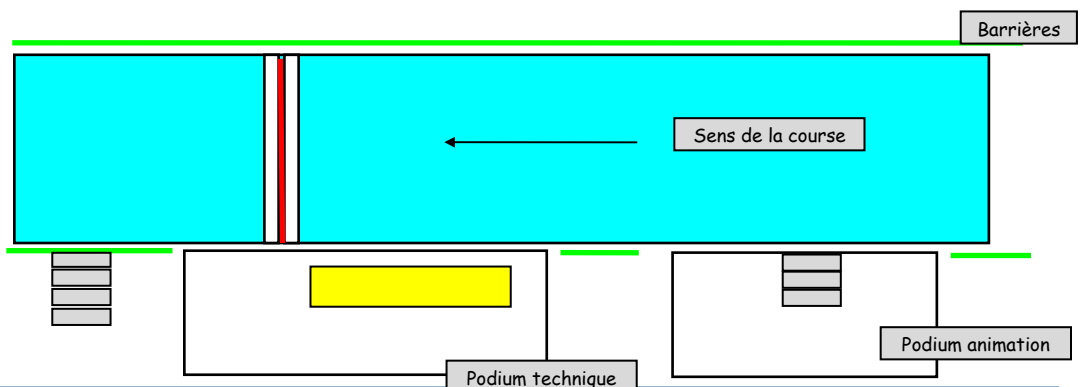 Barrières
Sens de la course
Podium animation
Podium technique